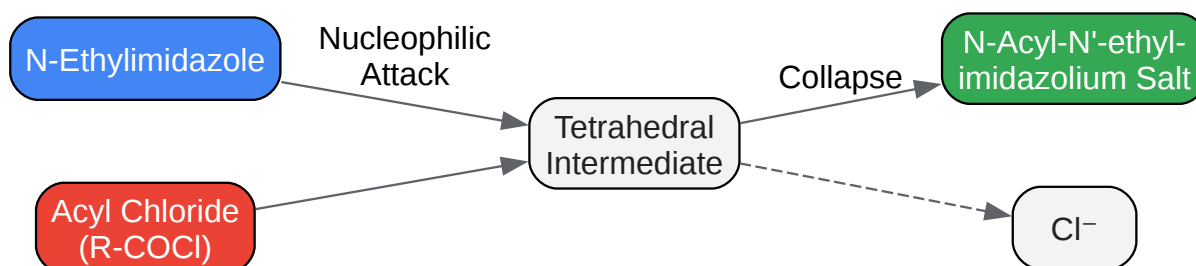 N-Ethylimidazole
Nucleophilic
Attack
Acyl Chloride
(R-COCl)
Tetrahedral
Intermediate
Collapse
N-Acyl-N'-ethyl-
imidazolium Salt
Cl⁻